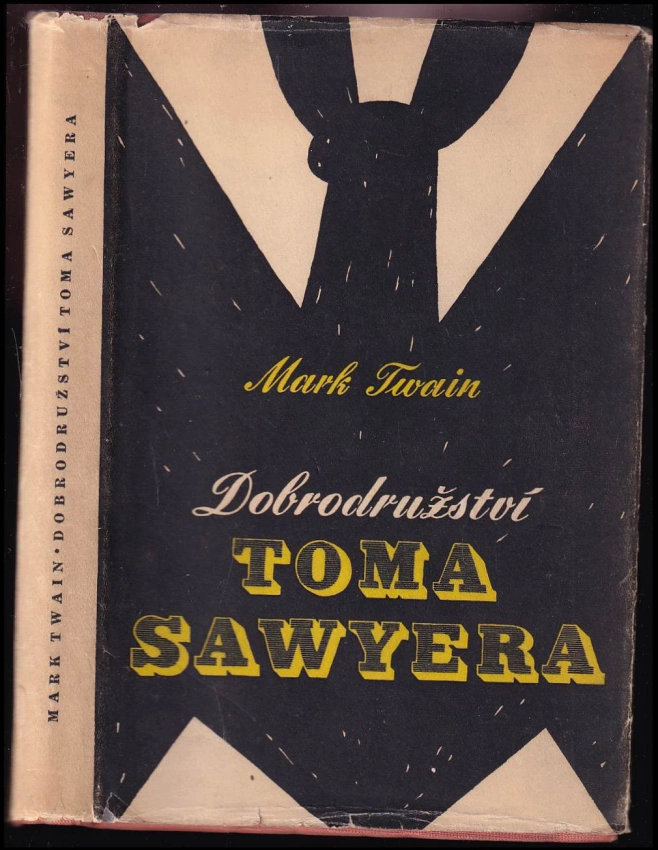 MARK TWAIN • DOBRODRUŽSTVÍ TOMA SAWYERA
Mark Twain
Dobrodružství
TOMA
SAWYERA